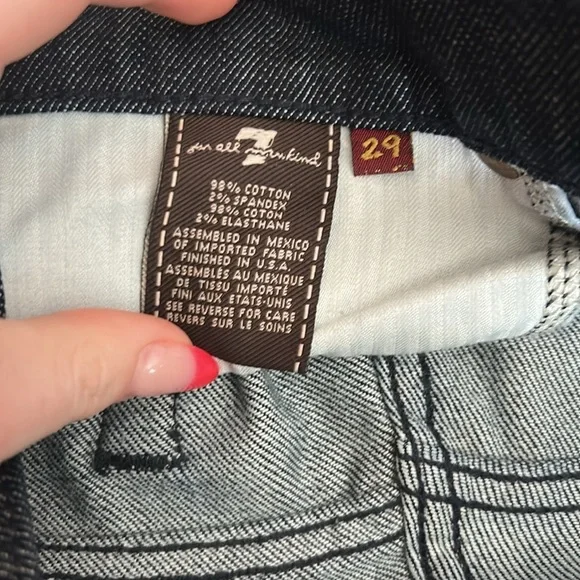 7
for all mankind
29
98% COTTON
2% SPANDEX
98% COTON
2% ELASTHANE
ASSEMBLED IN MEXICO
OF IMPORTED FABRIC
FINISHED IN U.S.A.
ASSEMBLÉS AU MEXIQUE
DE TISSU IMPORTÉ
FINI AUX ETATS-UNIS
SEE REVERSE FOR CARE
REVERS SUR LE SOINS